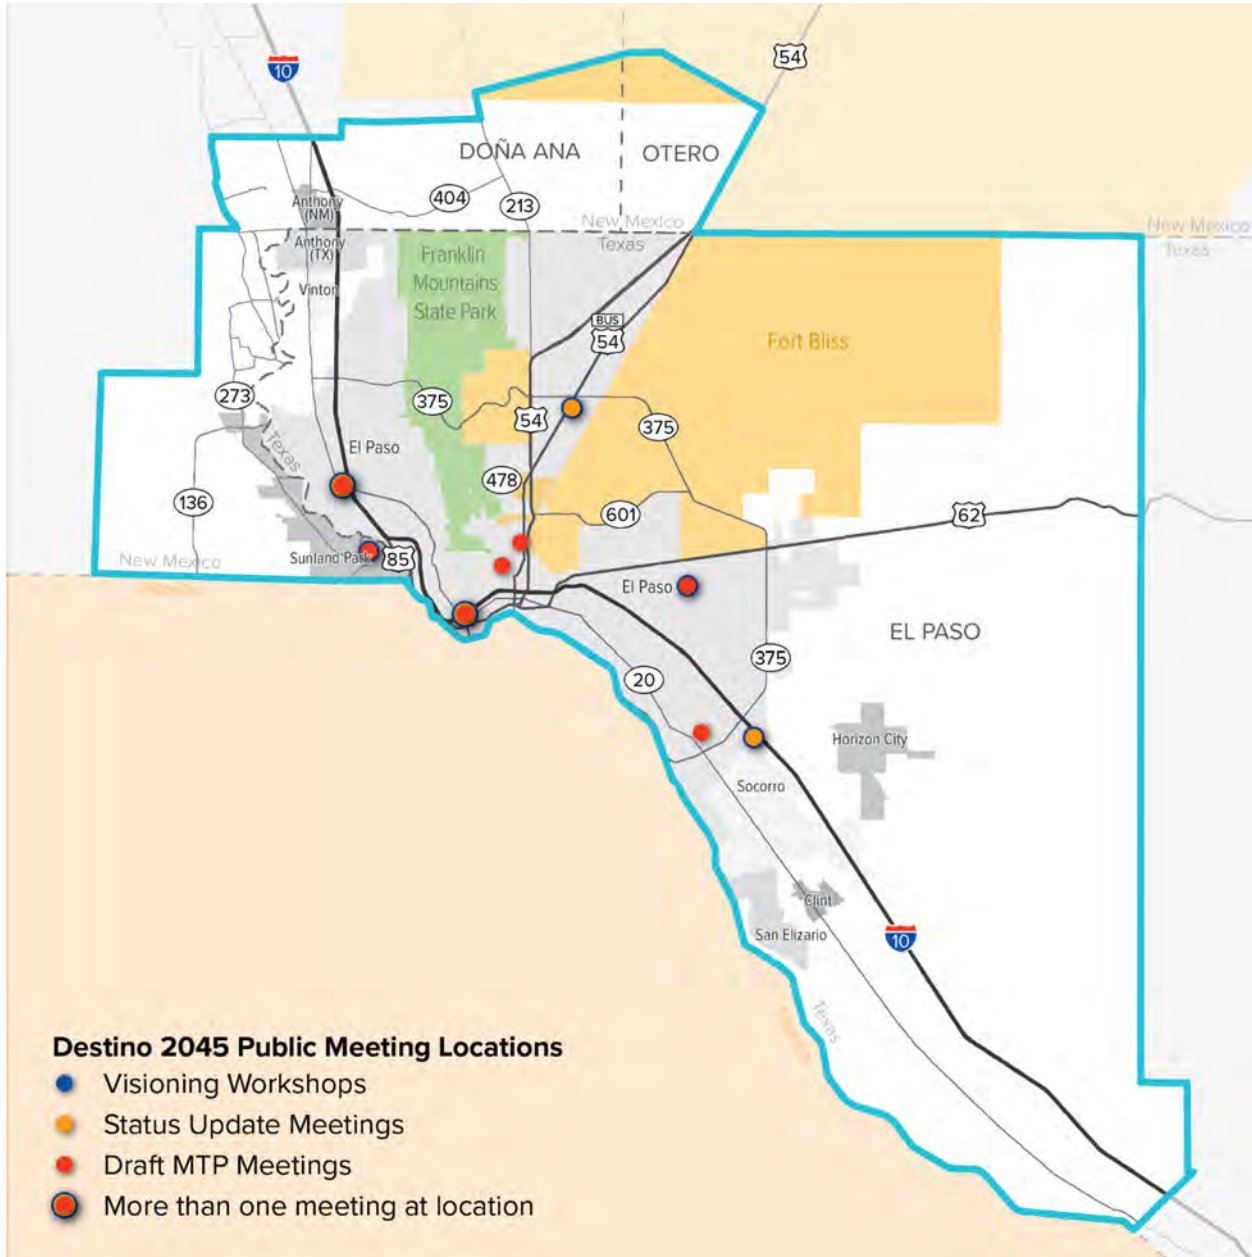 10
54
DOÑA ANA
OTERO
404
213
Anthony
(NM)
New Mexico
Texas
New Mexico
Texas
Anthony
(TX)
Franklin
Mountains
State Park
Vinton
BUS
54
Fort Bliss
273
375
54
375
Texas
El Paso
478
136
601
62
New Mexico
Sunland Park
85
El Paso
EL PASO
375
20
Horizon City
Socorro
Clint
San Elizario
10
Texas
Destino 2045 Public Meeting Locations
Visioning Workshops
Status Update Meetings
Draft MTP Meetings
More than one meeting at location